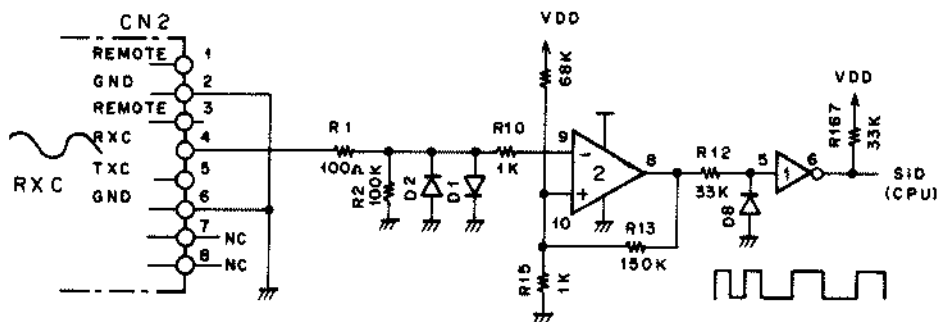 CN2
REMOTE 1
GND 2
REMOTE 3
RXC 4
TXC 5
GND 6
7 NC
8 NC
RXC
R1
100Ω
R2
100K
D2
D1
R10
1K
VDD
68K
9
-
2
+
10
8
R13
150K
R15
1K
R12
33K
D8
5
1
6
VDD
R167
33K
SID
(CPU)